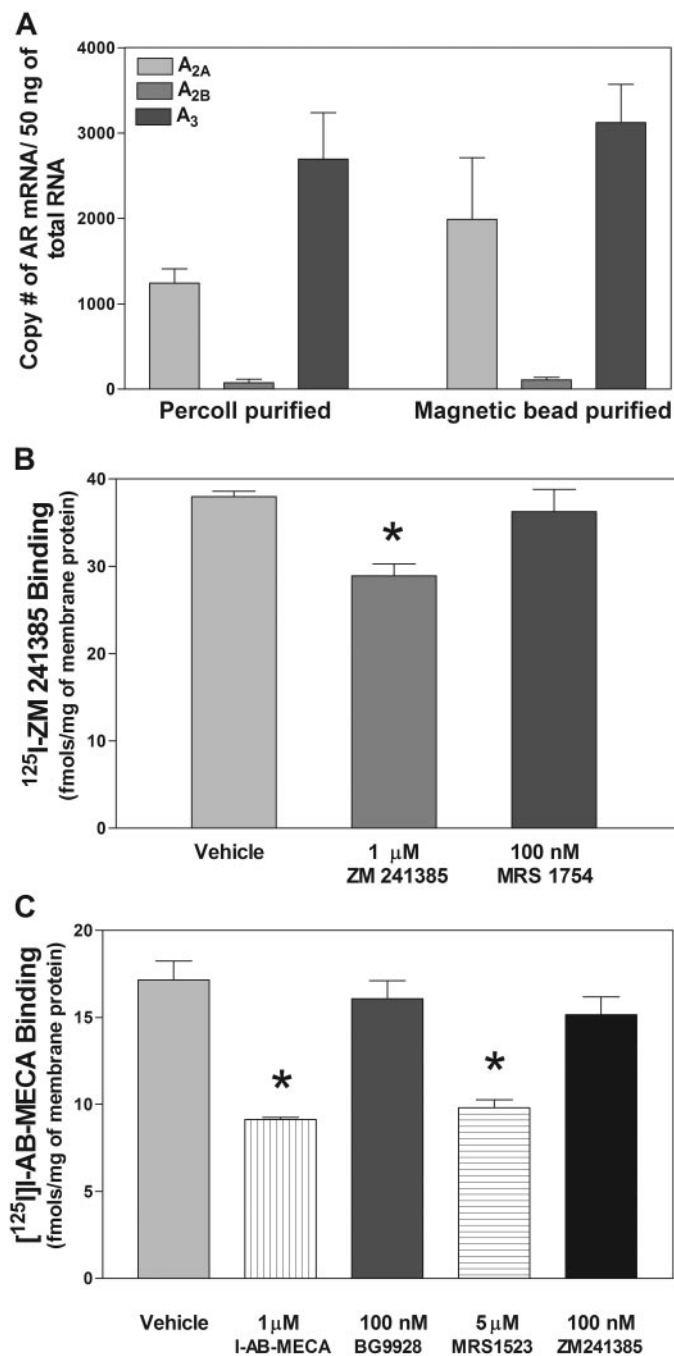 A
Copy # of AR mRNA/ 50 ng of
total RNA
4000
3000
2000
1000
0
A2A
A2B
A3
Percoll purified
Magnetic bead purified
B
125I-ZM 241385 Binding
(fmols/mg of membrane protein)
40
30
20
10
0
*
Vehicle
1 μM
ZM 241385
100 nM
MRS 1754
C
[125I]I-AB-MECA Binding
(fmols/mg of membrane protein)
20
15
10
5
0
*
*
Vehicle
1μM
I-AB-MECA
100 nM
BG9928
5 μM
MRS1523
100 nM
ZM241385